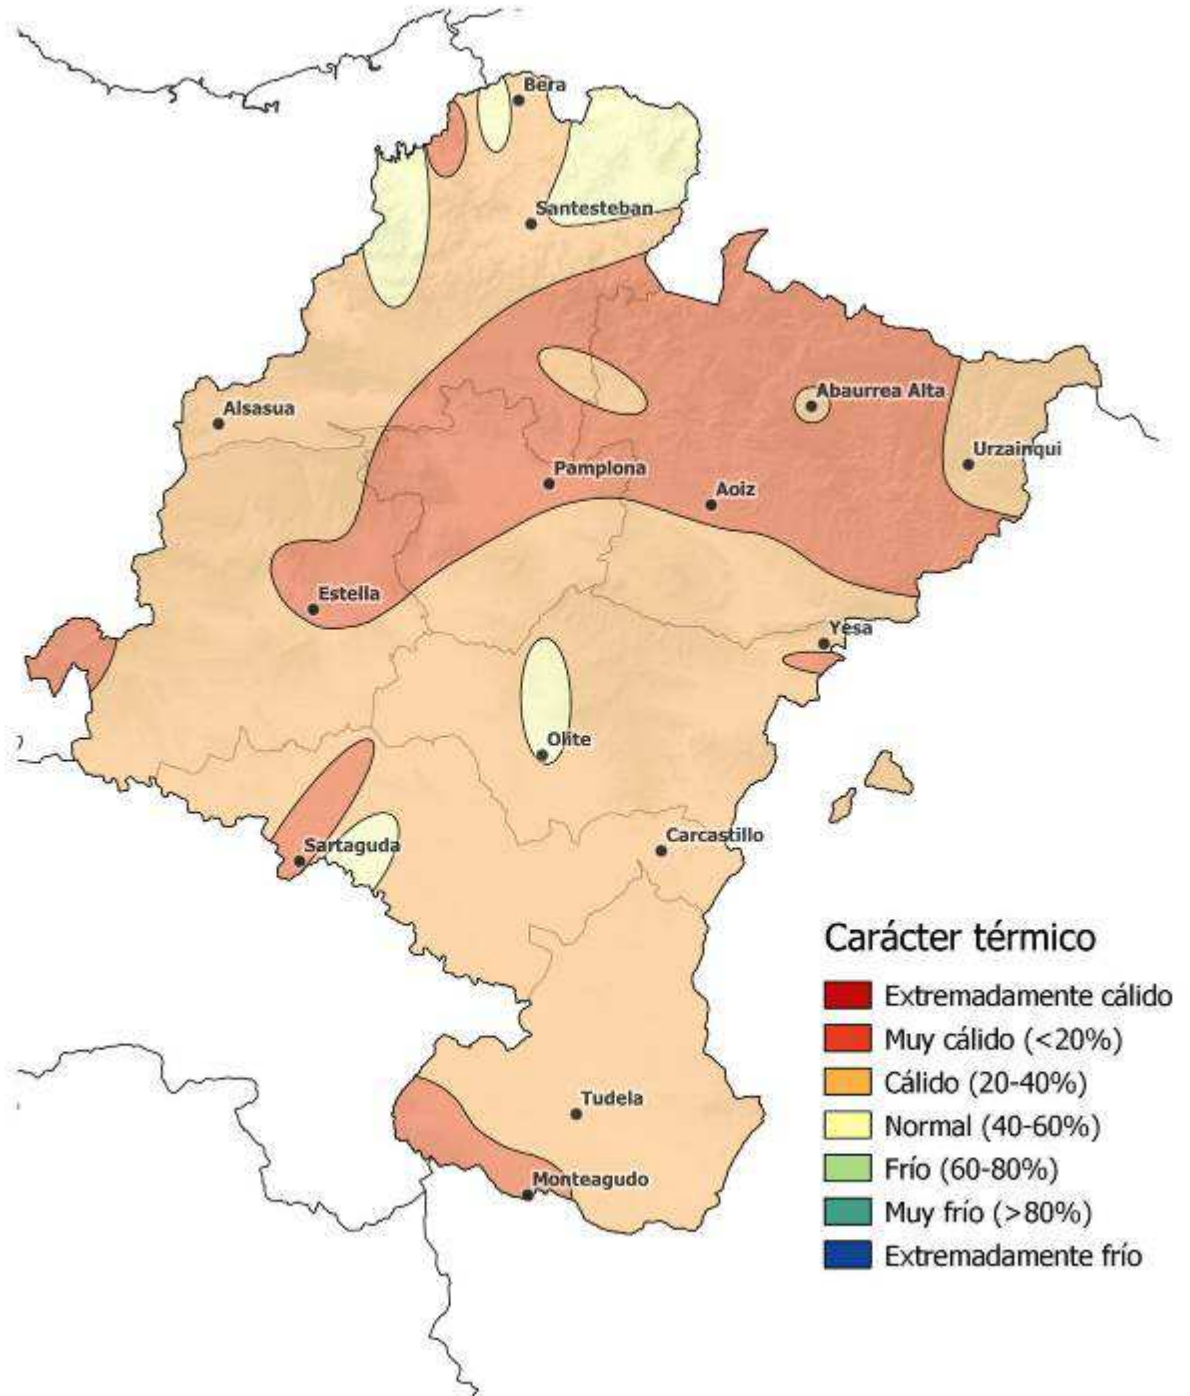 Bera
Santesteban
Abaurrea Alta
Alsasua
Urzainqui
Pamplona
Aoiz
Estella
Yesa
Olite
Carcastillo
Sartaguda
Tudela
Monteagudo
Carácter térmico
Extremadamente cálido
Muy cálido (<20%)
Cálido (20-40%)
Normal (40-60%)
Frío (60-80%)
Muy frío (>80%)
Extremadamente frío